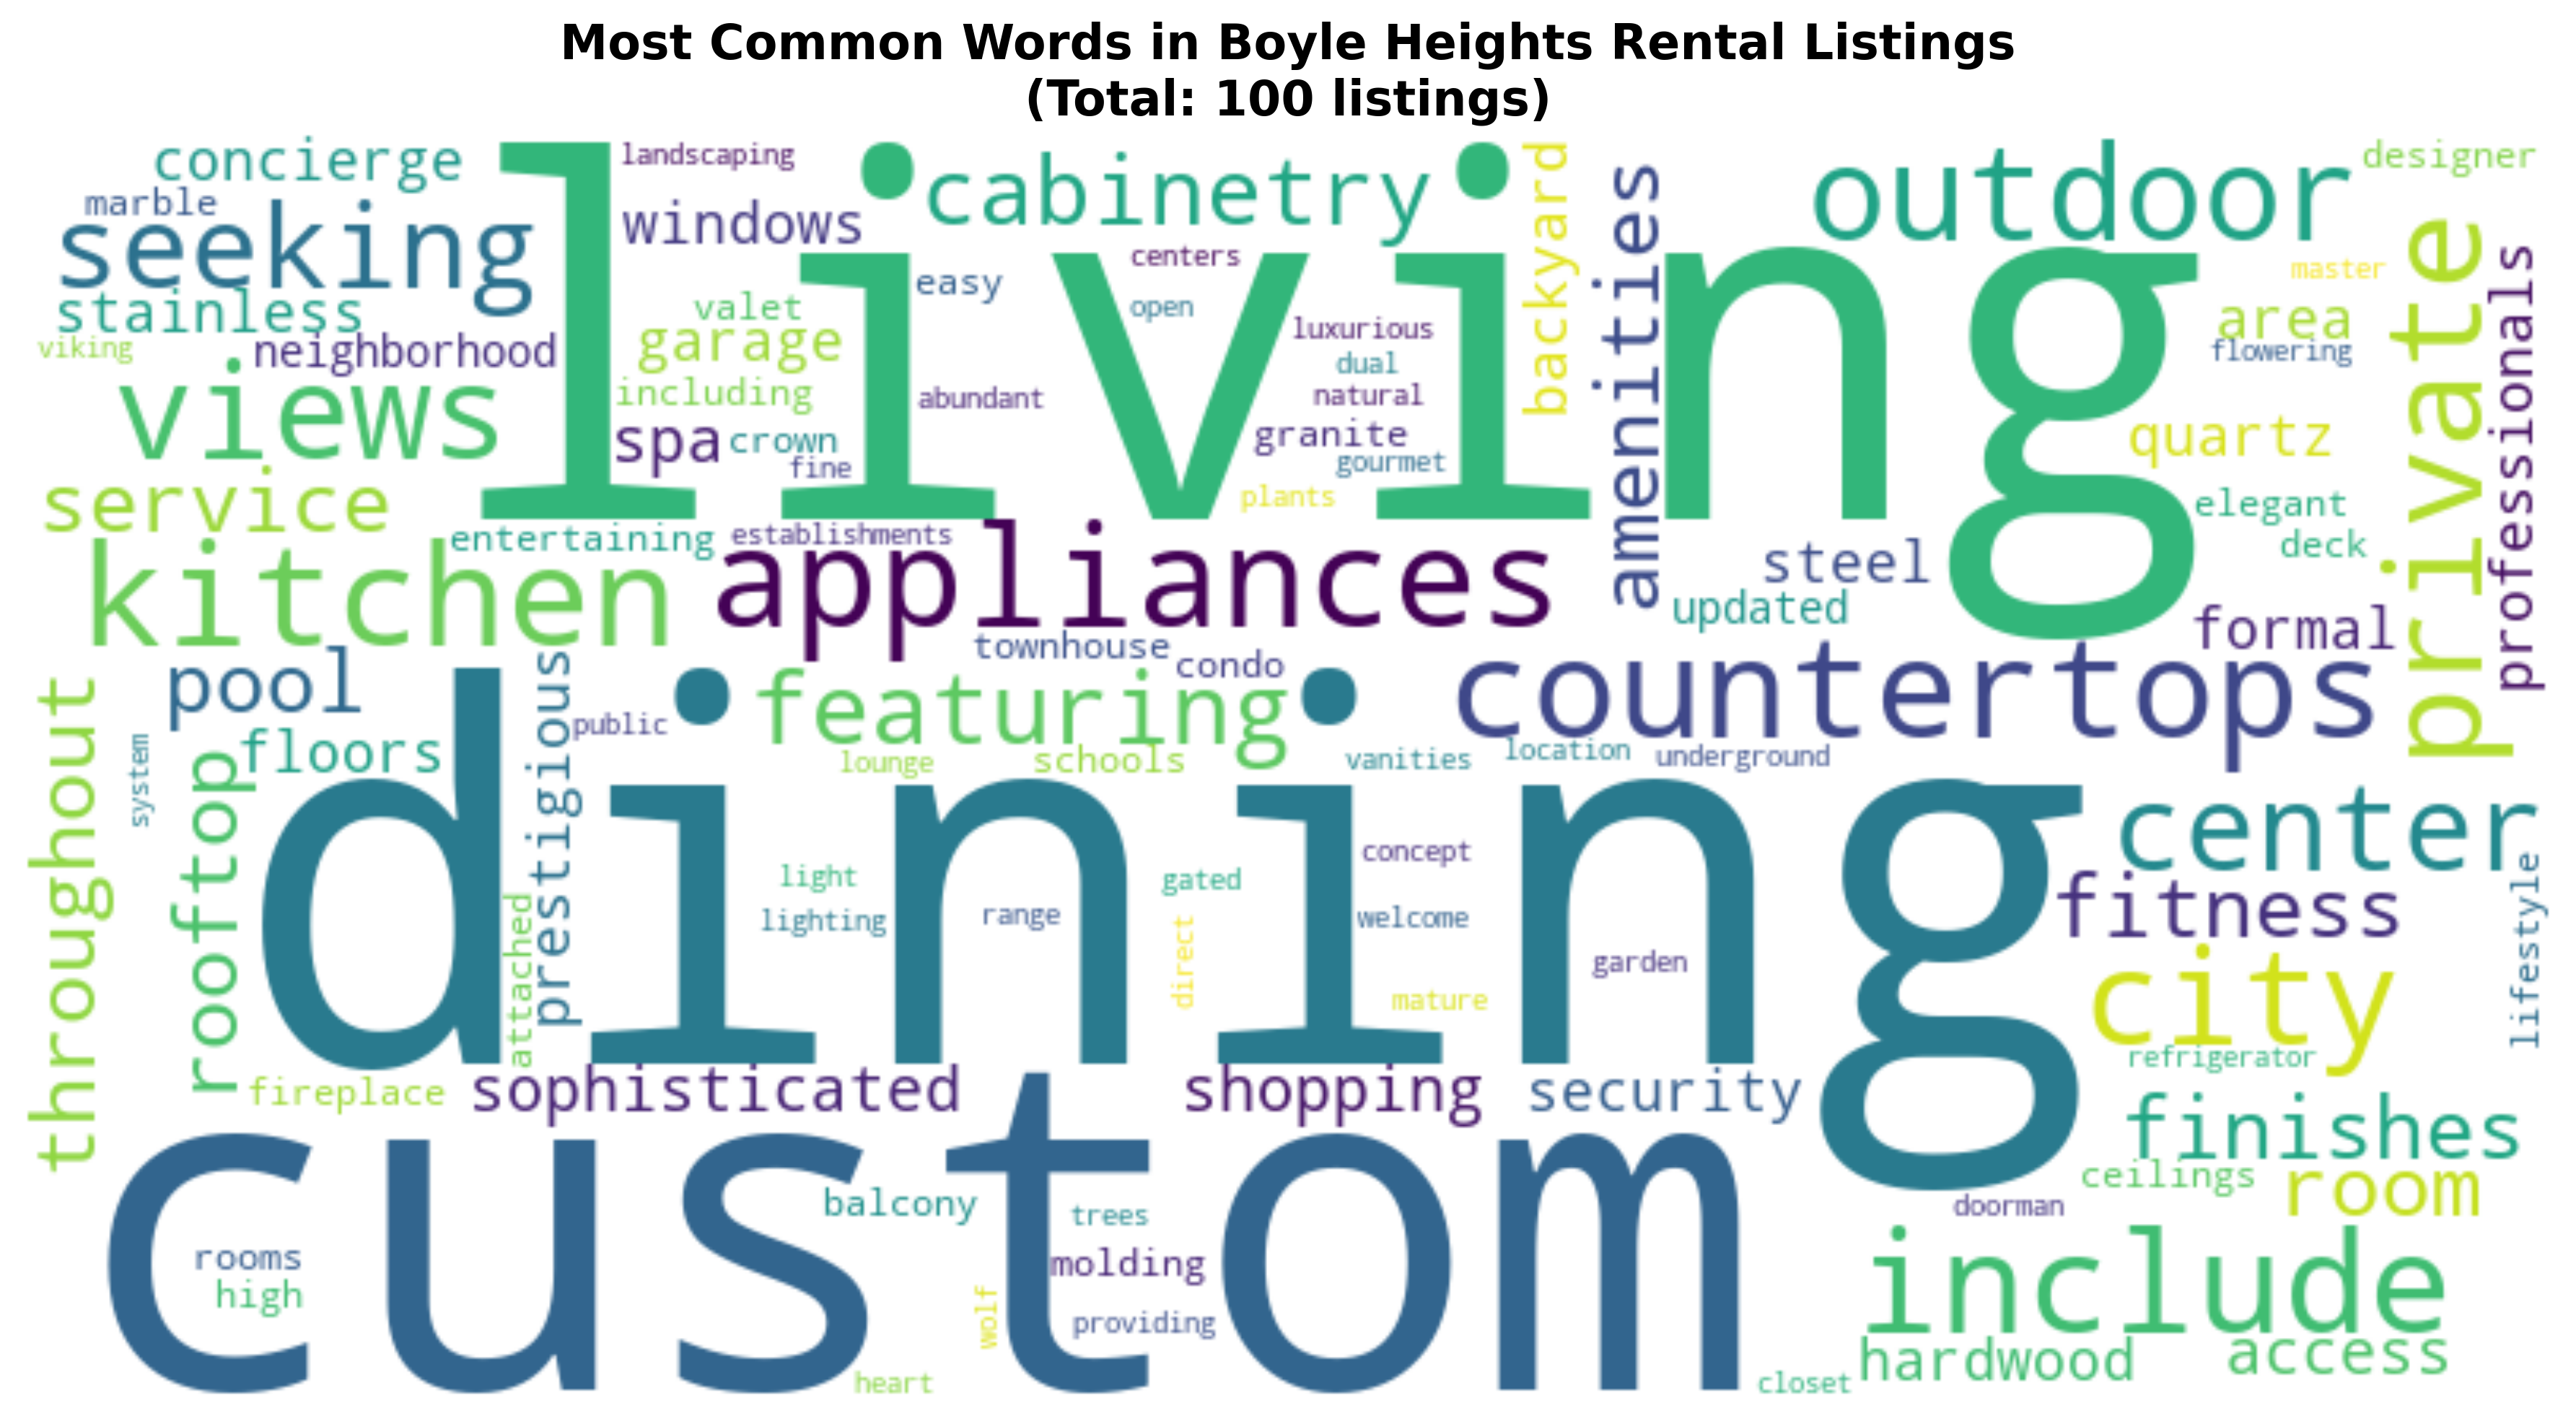 Most Common Words in Boyle Heights Rental Listings
(Total: 100 listings)
concierge
landscaping
cabinetry
backyard
amenities
outdoor
designer
marble
seeking
windows
living
centers
easy
open
private
professionals
master
stainless
valet
garage
luxurious
area
viking
neighborhood
dual
flowering
views
including
abundant
natural
spa
crown
granite
quartz
fine
gourmet
service
plants
elegant
entertaining
establishments
deck
kitchen
appliances
steel
updated
formal
townhouse
condo
pool
prestigious
featuring
countertops
throughout
public
system
floors
lounge
schools
vanities
location
underground
rooftop
dining
center
concept
light
gated
lifestyle
attached
lighting
range
direct
welcome
fitness
garden
mature
city
refrigerator
fireplace
sophisticated
shopping
security
finishes
custom
ceilings
room
balcony
trees
doorman
rooms
molding
include
high
wolf
providing
hardwood
access
heart
closet